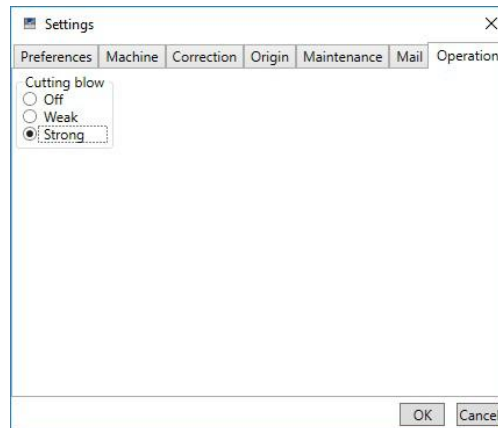 Settings
Preferences Machine Correction Origin Maintenance Mail Operation
Cutting blow
Off
Weak
Strong
OK Cancel